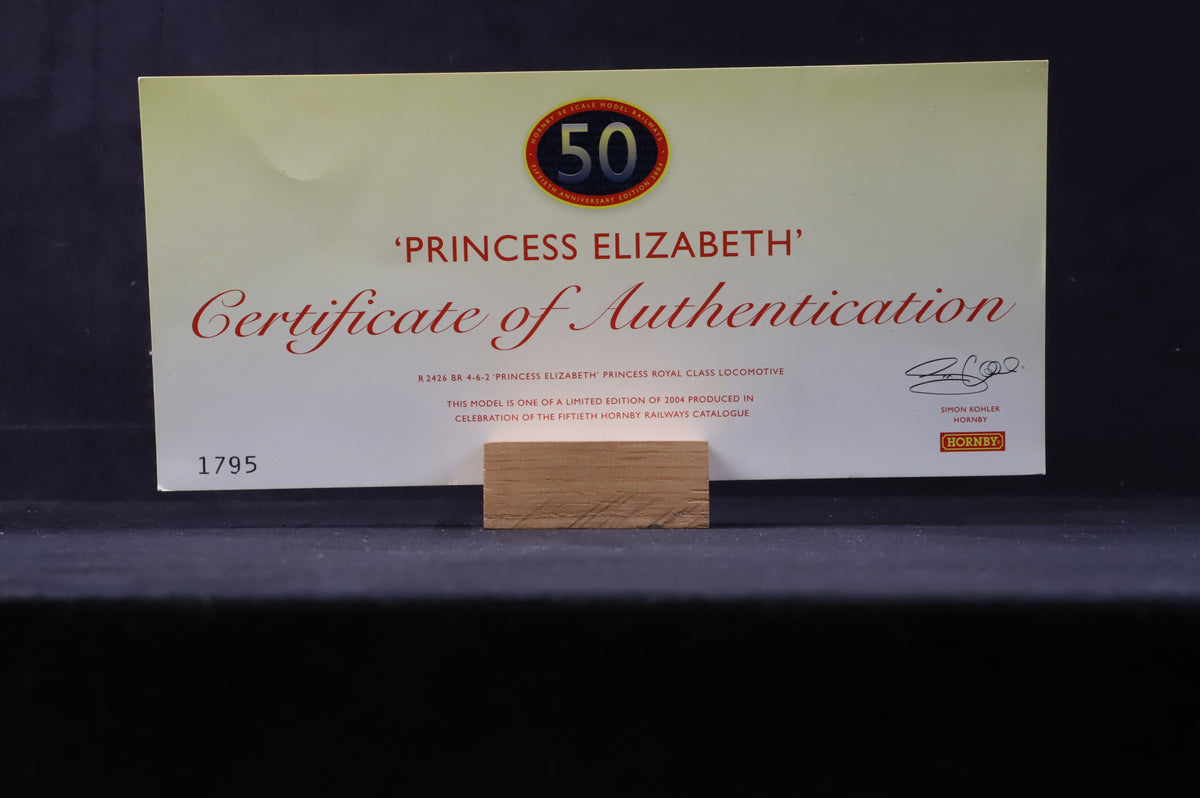 HORNBY 00 SCALE MODEL RAILWAYS
50
FIFTIETH ANNIVERSARY EDITION 2004
‘PRINCESS ELIZABETH’
Certificate of Authentication
R 2426 BR 4-6-2 ‘PRINCESS ELIZABETH’ PRINCESS ROYAL CLASS LOCOMOTIVE
THIS MODEL IS ONE OF A LIMITED EDITION OF 2004 PRODUCED IN
CELEBRATION OF THE FIFTIETH HORNBY RAILWAYS CATALOGUE
SIMON KOHLER
HORNBY
HORNBY
1795